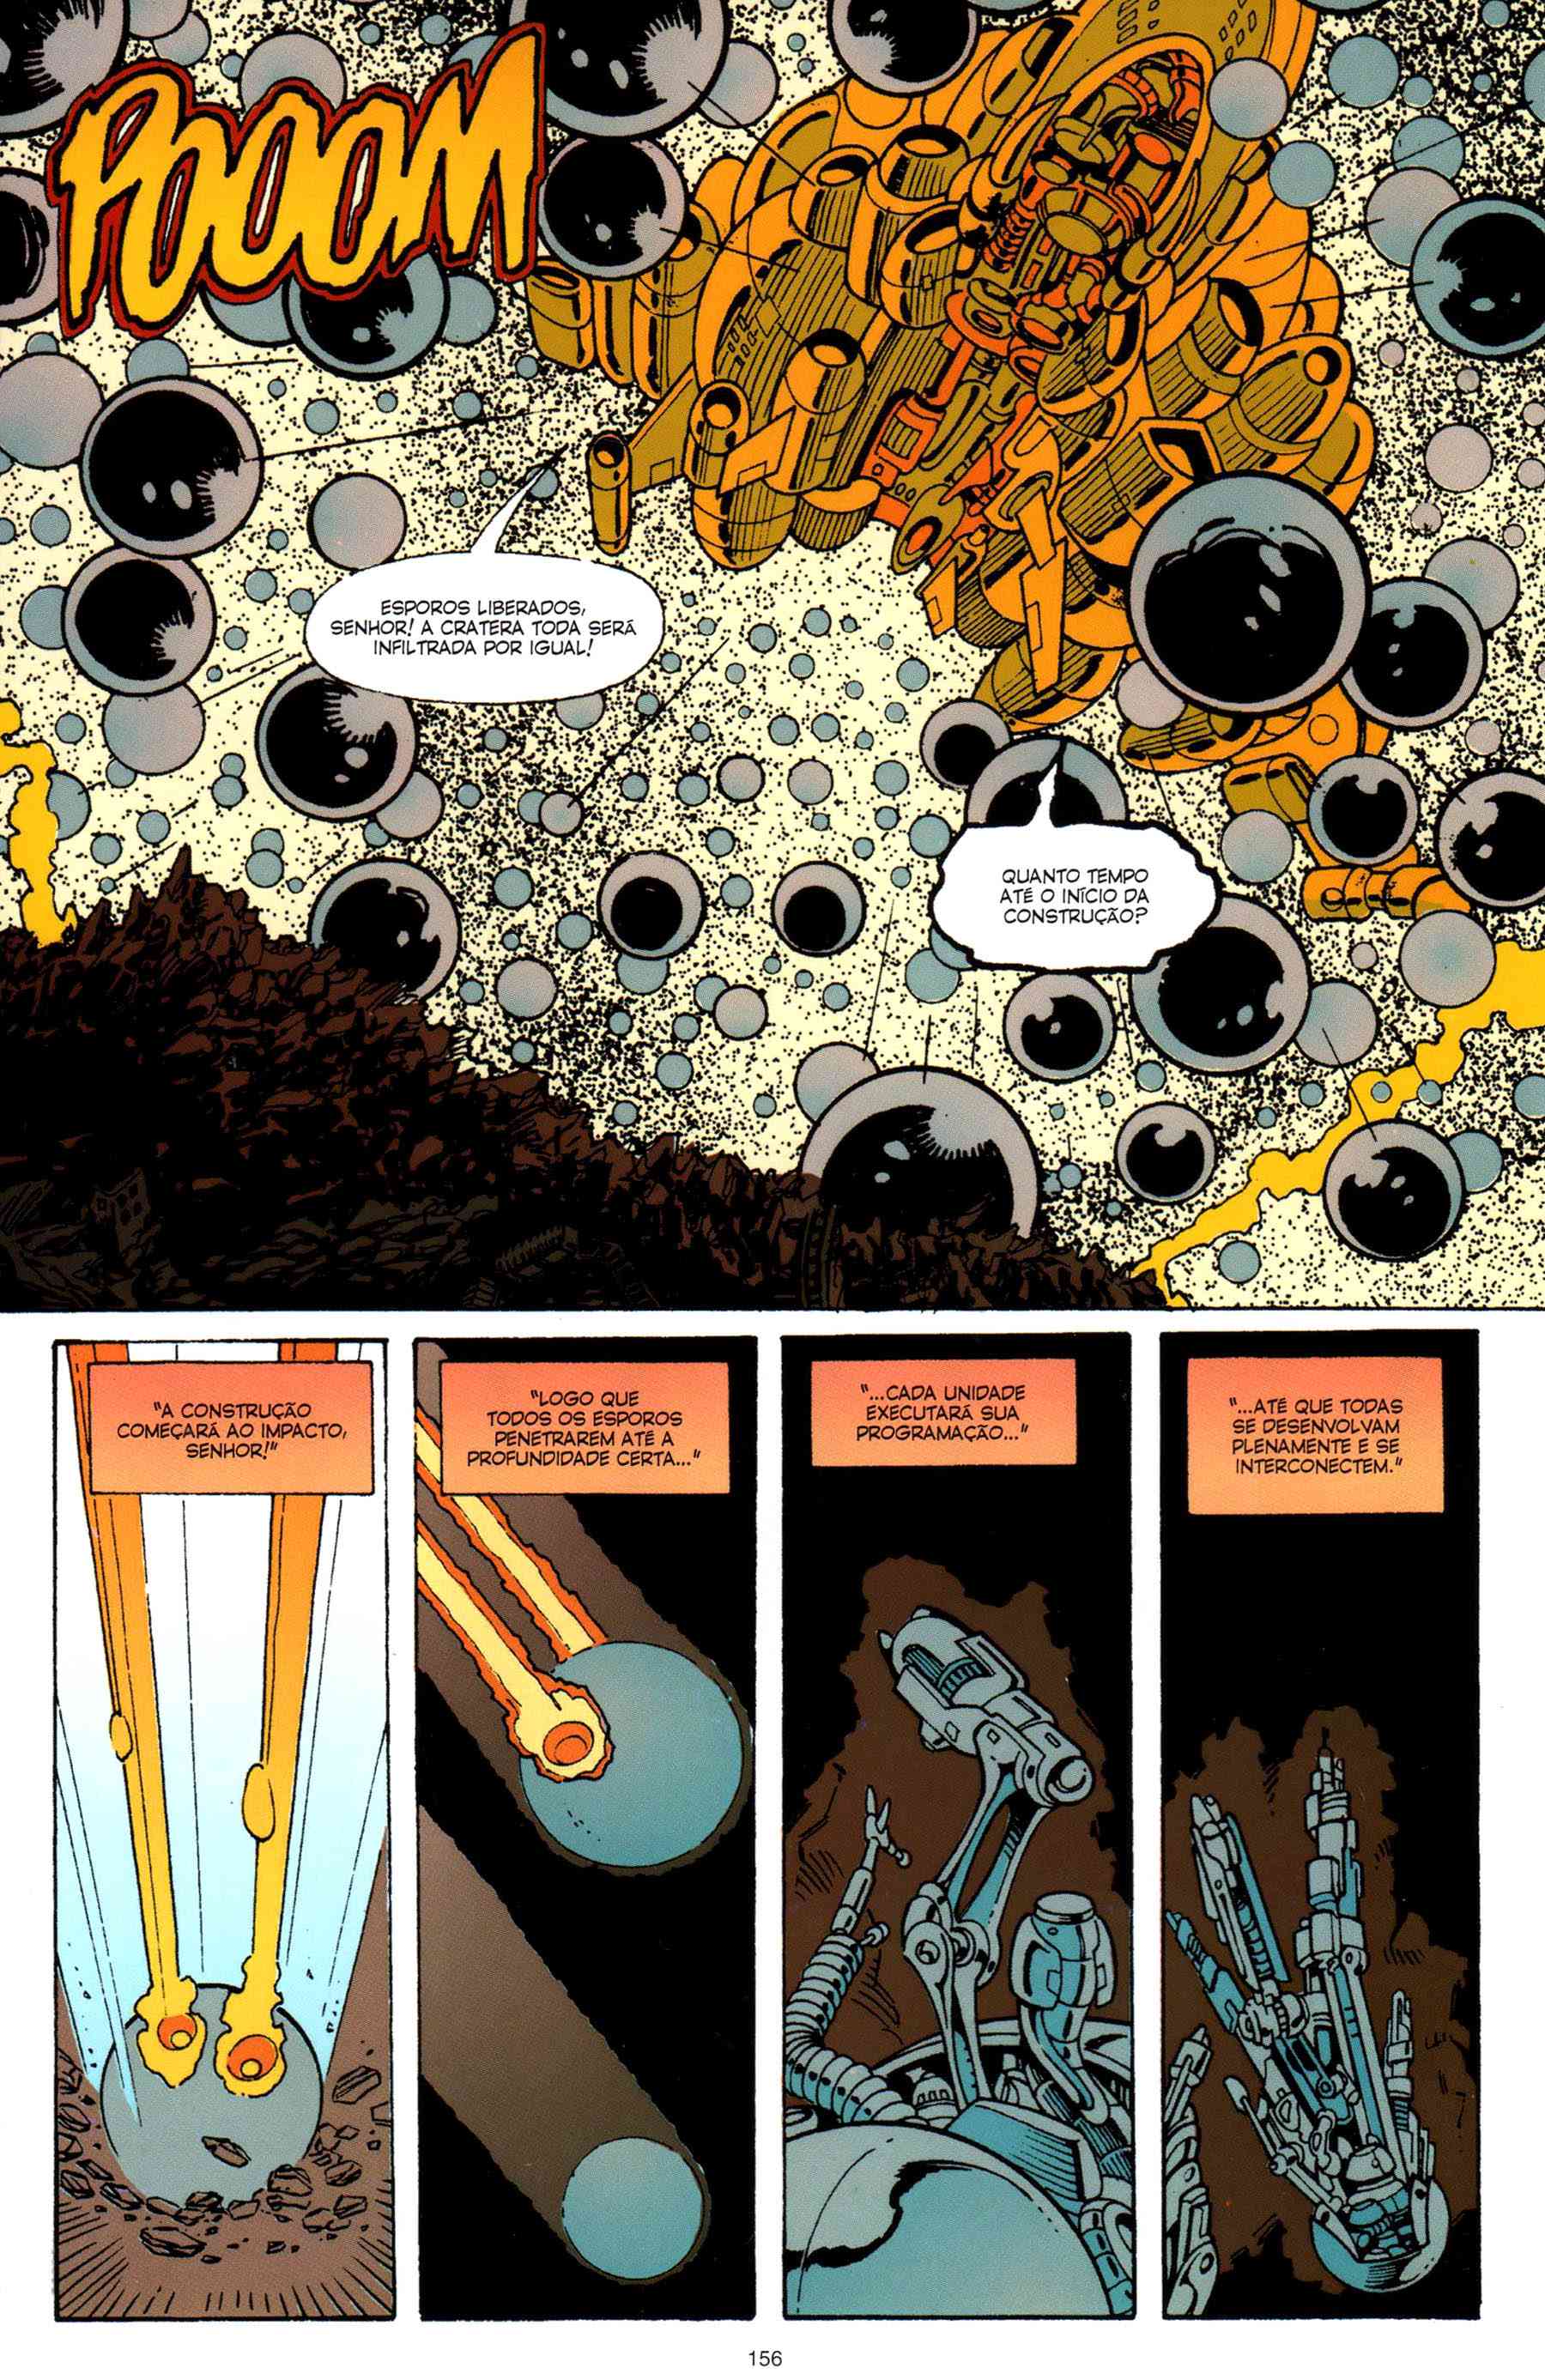 POOOM
ESPOROS LIBERADOS,
SENHOR! A CRATERA TODA SERÁ
INFILTRADA POR IGUAL!
QUANTO TEMPO
ATÉ O INÍCIO DA
CONSTRUÇÃO?
"A CONSTRUÇÃO
COMEÇARÁ AO IMPACTO,
SENHOR!"
"LOGO QUE
TODOS OS ESPOROS
PENETRAREM ATÉ A
PROFUNDIDADE CERTA..."
"...CADA UNIDADE
EXECUTARÁ SUA
PROGRAMAÇÃO..."
"...ATÉ QUE TODAS
SE DESENVOLVAM
PLENAMENTE E SE
INTERCONECTEM."
156